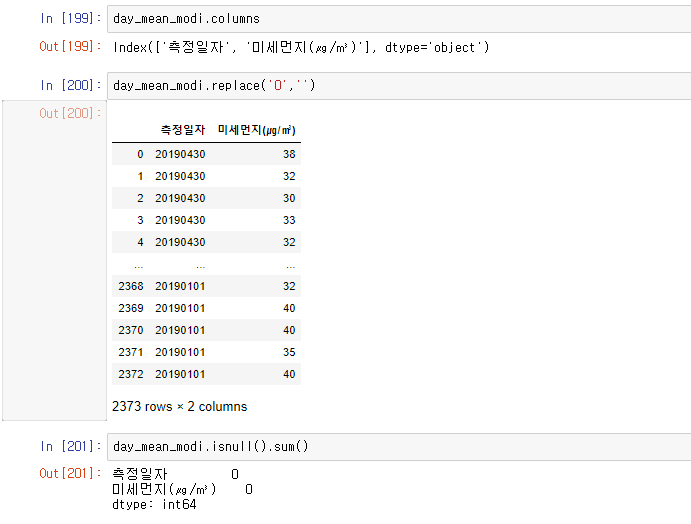 In [199]: day_mean_modi.columns
Out[199]: Index(['측정일자', '미세먼지(㎍/㎥)'], dtype='object')
In [200]: day_mean_modi.replace('0','')
Out[200]:
측정일자 미세먼지(㎍/㎥)
0 20190430 38
1 20190430 32
2 20190430 30
3 20190430 33
4 20190430 32
... ... ...
2368 20190101 32
2369 20190101 40
2370 20190101 40
2371 20190101 35
2372 20190101 40
2373 rows × 2 columns
In [201]: day_mean_modi.isnull().sum()
Out[201]: 측정일자 0
미세먼지(㎍/㎥) 0
dtype: int64